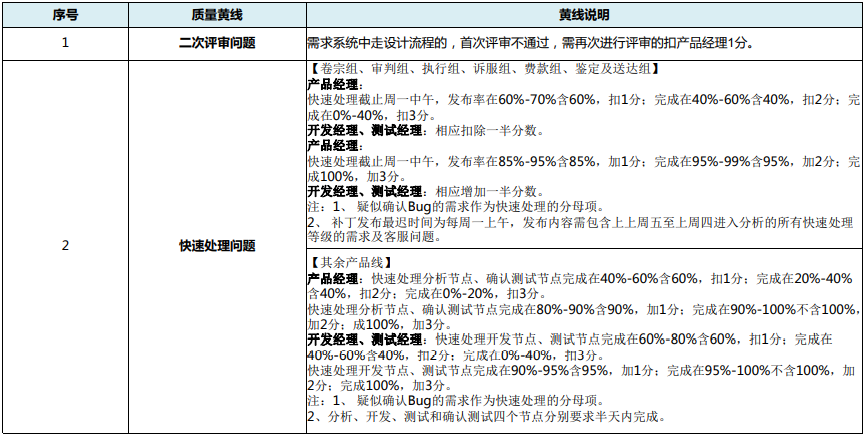 序号 质量黄线 黄线说明
1 二次评审问题 需求系统中走设计流程的，首次评审不通过，需再次进行评审的扣产品经理1分。
2 快速处理问题
【卷宗组、审判组、执行组、诉服组、费款组、鉴定及送达组】
产品经理：
快速处理截止周一中午，发布率在60%-70%含60%，扣1分；完成在40%-60%含40%，扣2分；完
成在0%-40%，扣3分。
开发经理、测试经理：相应扣除一半分数。
产品经理：
快速处理截止周一中午，发布率在85%-95%含85%，加1分；完成在95%-99%含95%，加2分；完
成100%，加3分。
开发经理、测试经理：相应增加一半分数。
注：1、 疑似确认Bug的需求作为快速处理的分母项。
2、 补丁发布最迟时间为每周一上午，发布内容需包含上上周五至上周四进入分析的所有快速处理
等级的需求及客服问题。
【其余产品线】
产品经理：快速处理分析节点、确认测试节点完成在40%-60%含60%，扣1分；完成在20%-40%
含40%，扣2分；完成在0%-20%，扣3分。
快速处理分析节点、确认测试节点完成在80%-90%含90%，加1分；完成在90%-100%不含100%，
加2分；成100%，加3分。
开发经理、测试经理：快速处理开发节点、测试节点完成在60%-80%含60%，扣1分；完成在
40%-60%含40%，扣2分；完成在0%-40%，扣3分。
快速处理开发节点、测试节点完成在90%-95%含95%，加1分；完成在95%-100%不含100%，加
2分；完成100%，加3分。
注：1、 疑似确认Bug的需求作为快速处理的分母项。
2、分析、开发、测试和确认测试四个节点分别要求半天内完成。